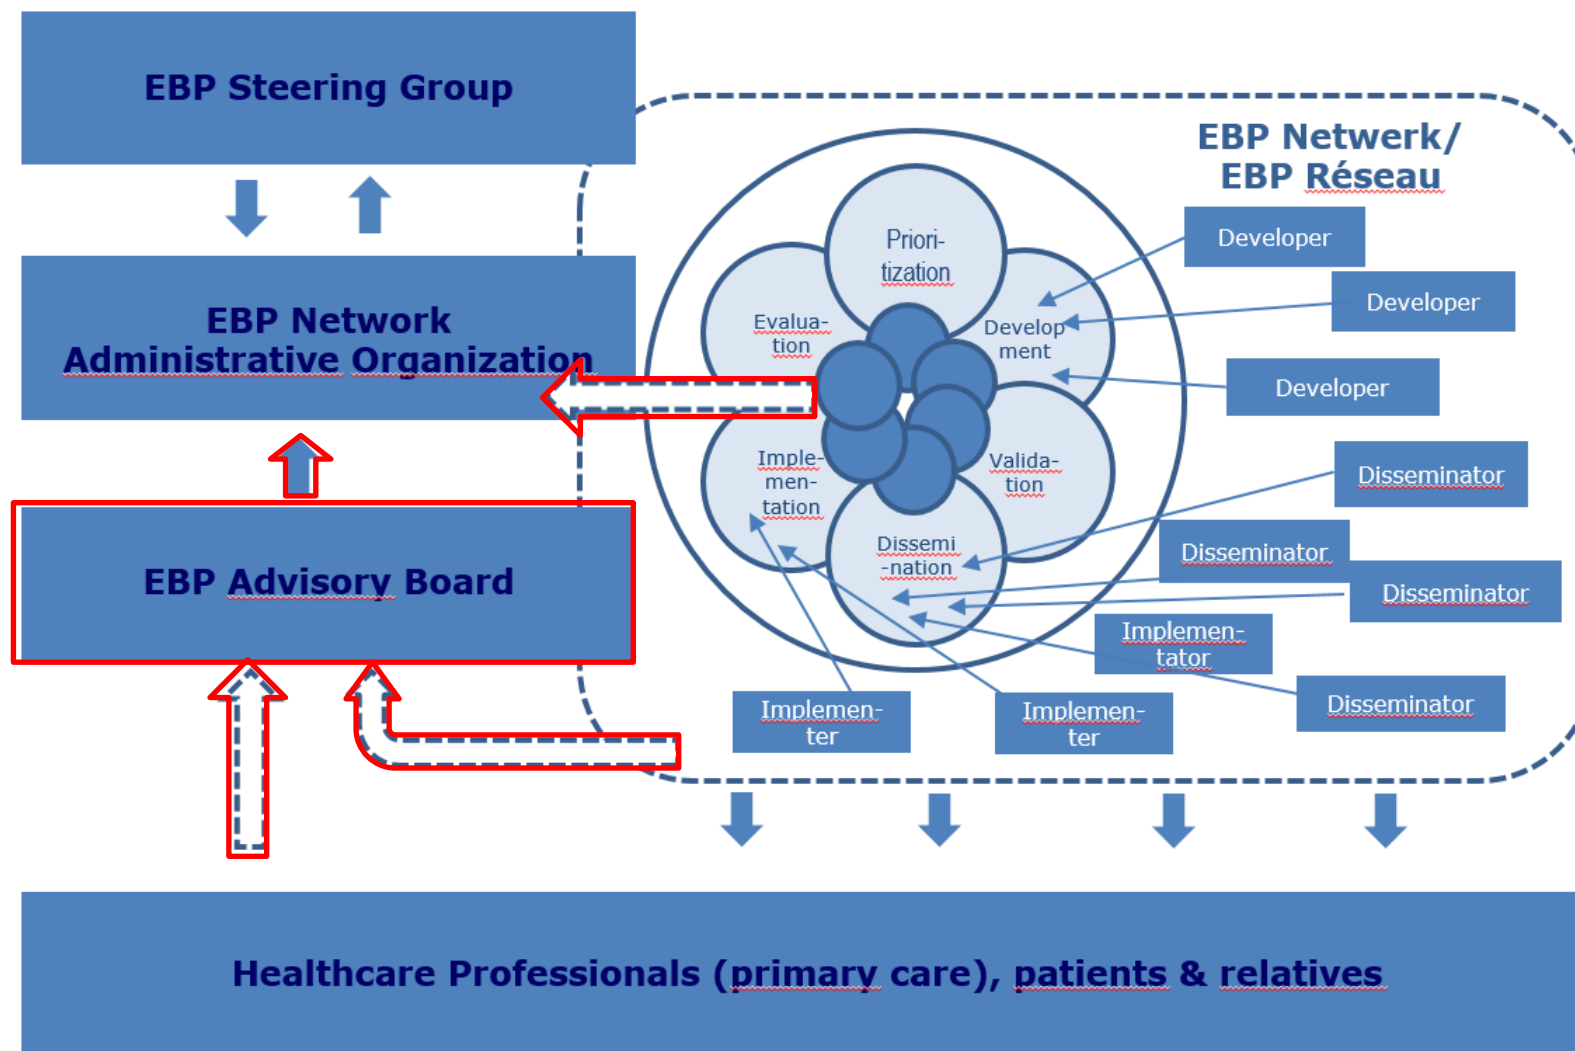 EBP Steering Group
EBP Network
Administrative Organization
EBP Advisory Board
EBP Netwerk/
EBP Réseau
Priori-
tization
Evalua-
tion
Develop
ment
Imple-
men-
tation
Valida-
tion
Dissemi
-nation
Developer
Developer
Developer
Disseminator
Disseminator
Disseminator
Implemen-
tator
Disseminator
Implemen-
ter
Implemen-
ter
Healthcare Professionals (primary care), patients & relatives